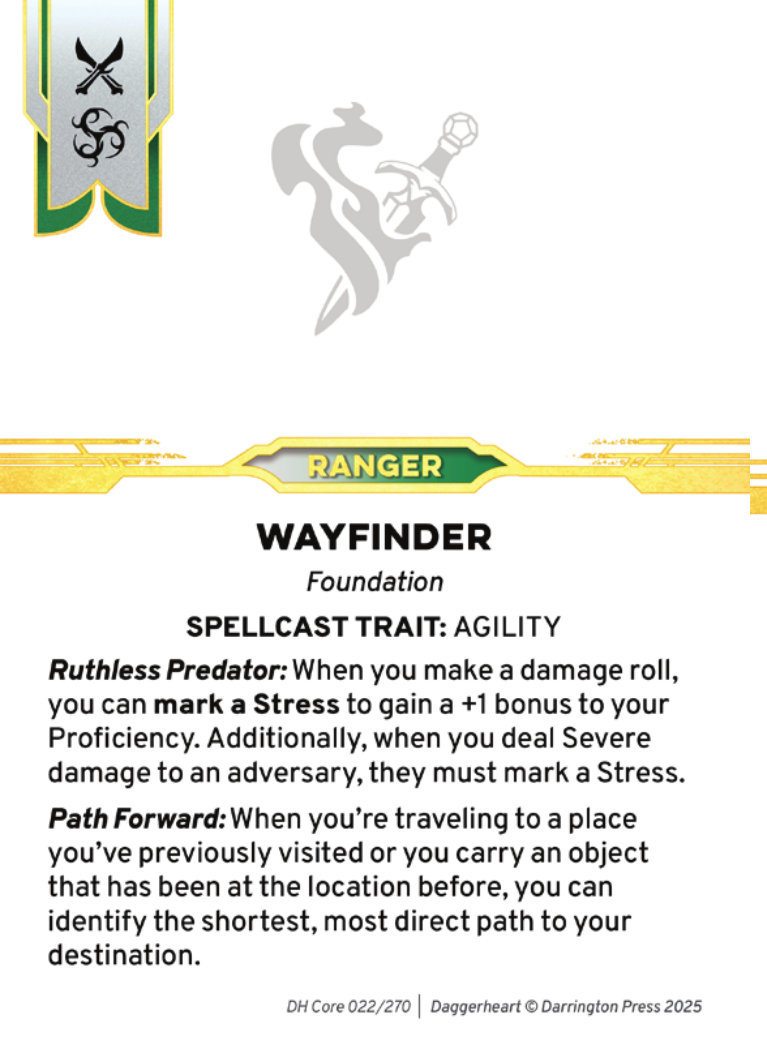 RANGER
WAYFINDER
Foundation
SPELLCAST TRAIT: AGILITY
Ruthless Predator: When you make a damage roll,
you can mark a Stress to gain a +1 bonus to your
Proficiency. Additionally, when you deal Severe
damage to an adversary, they must mark a Stress.
Path Forward: When you’re traveling to a place
you’ve previously visited or you carry an object
that has been at the location before, you can
identify the shortest, most direct path to your
destination.
DH Core 022/270 | Daggerheart © Darrington Press 2025